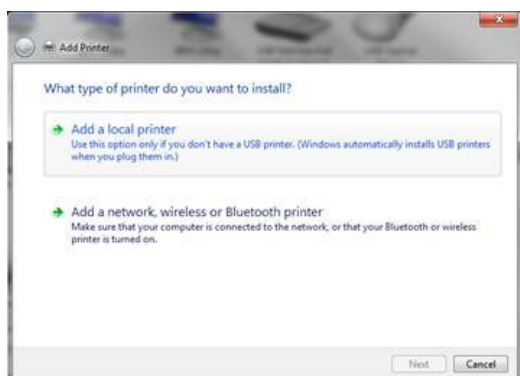 Add Printer
What type of printer do you want to install?
Add a local printer
Use this option only if you don't have a USB printer. (Windows automatically installs USB printers
when you plug them in.)
Add a network, wireless or Bluetooth printer
Make sure that your computer is connected to the network, or that your Bluetooth or wireless
printer is turned on.
Next
Cancel